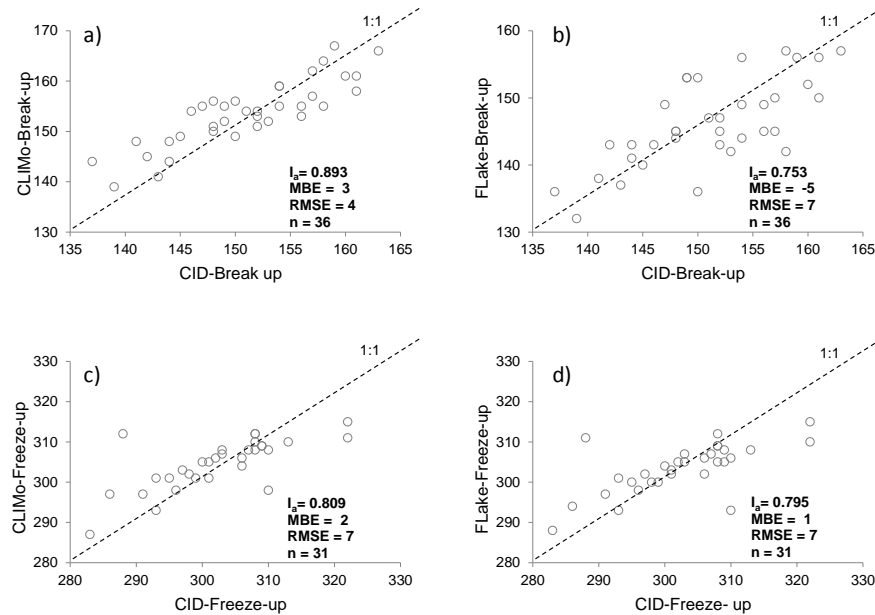 a)
1:1
170
160
150
140
130
CLIMo-Break-up
Iₐ= 0.893
MBE = 3
RMSE = 4
n = 36
135 140 145 150 155 160 165
CID-Break up
b)
1:1
160
150
140
130
FLake-Break-up
Iₐ= 0.753
MBE = -5
RMSE = 7
n = 36
135 140 145 150 155 160 165
CID-Break-up
c)
1:1
330
320
310
300
290
280
CLIMo-Freeze-up
Iₐ= 0.809
MBE = 2
RMSE = 7
n = 31
280 290 300 310 320 330
CID-Freeze-up
d)
1:1
330
320
310
300
290
280
FLake-Freeze-up
Iₐ= 0.795
MBE = 1
RMSE = 7
n = 31
280 290 300 310 320 330
CID-Freeze- up